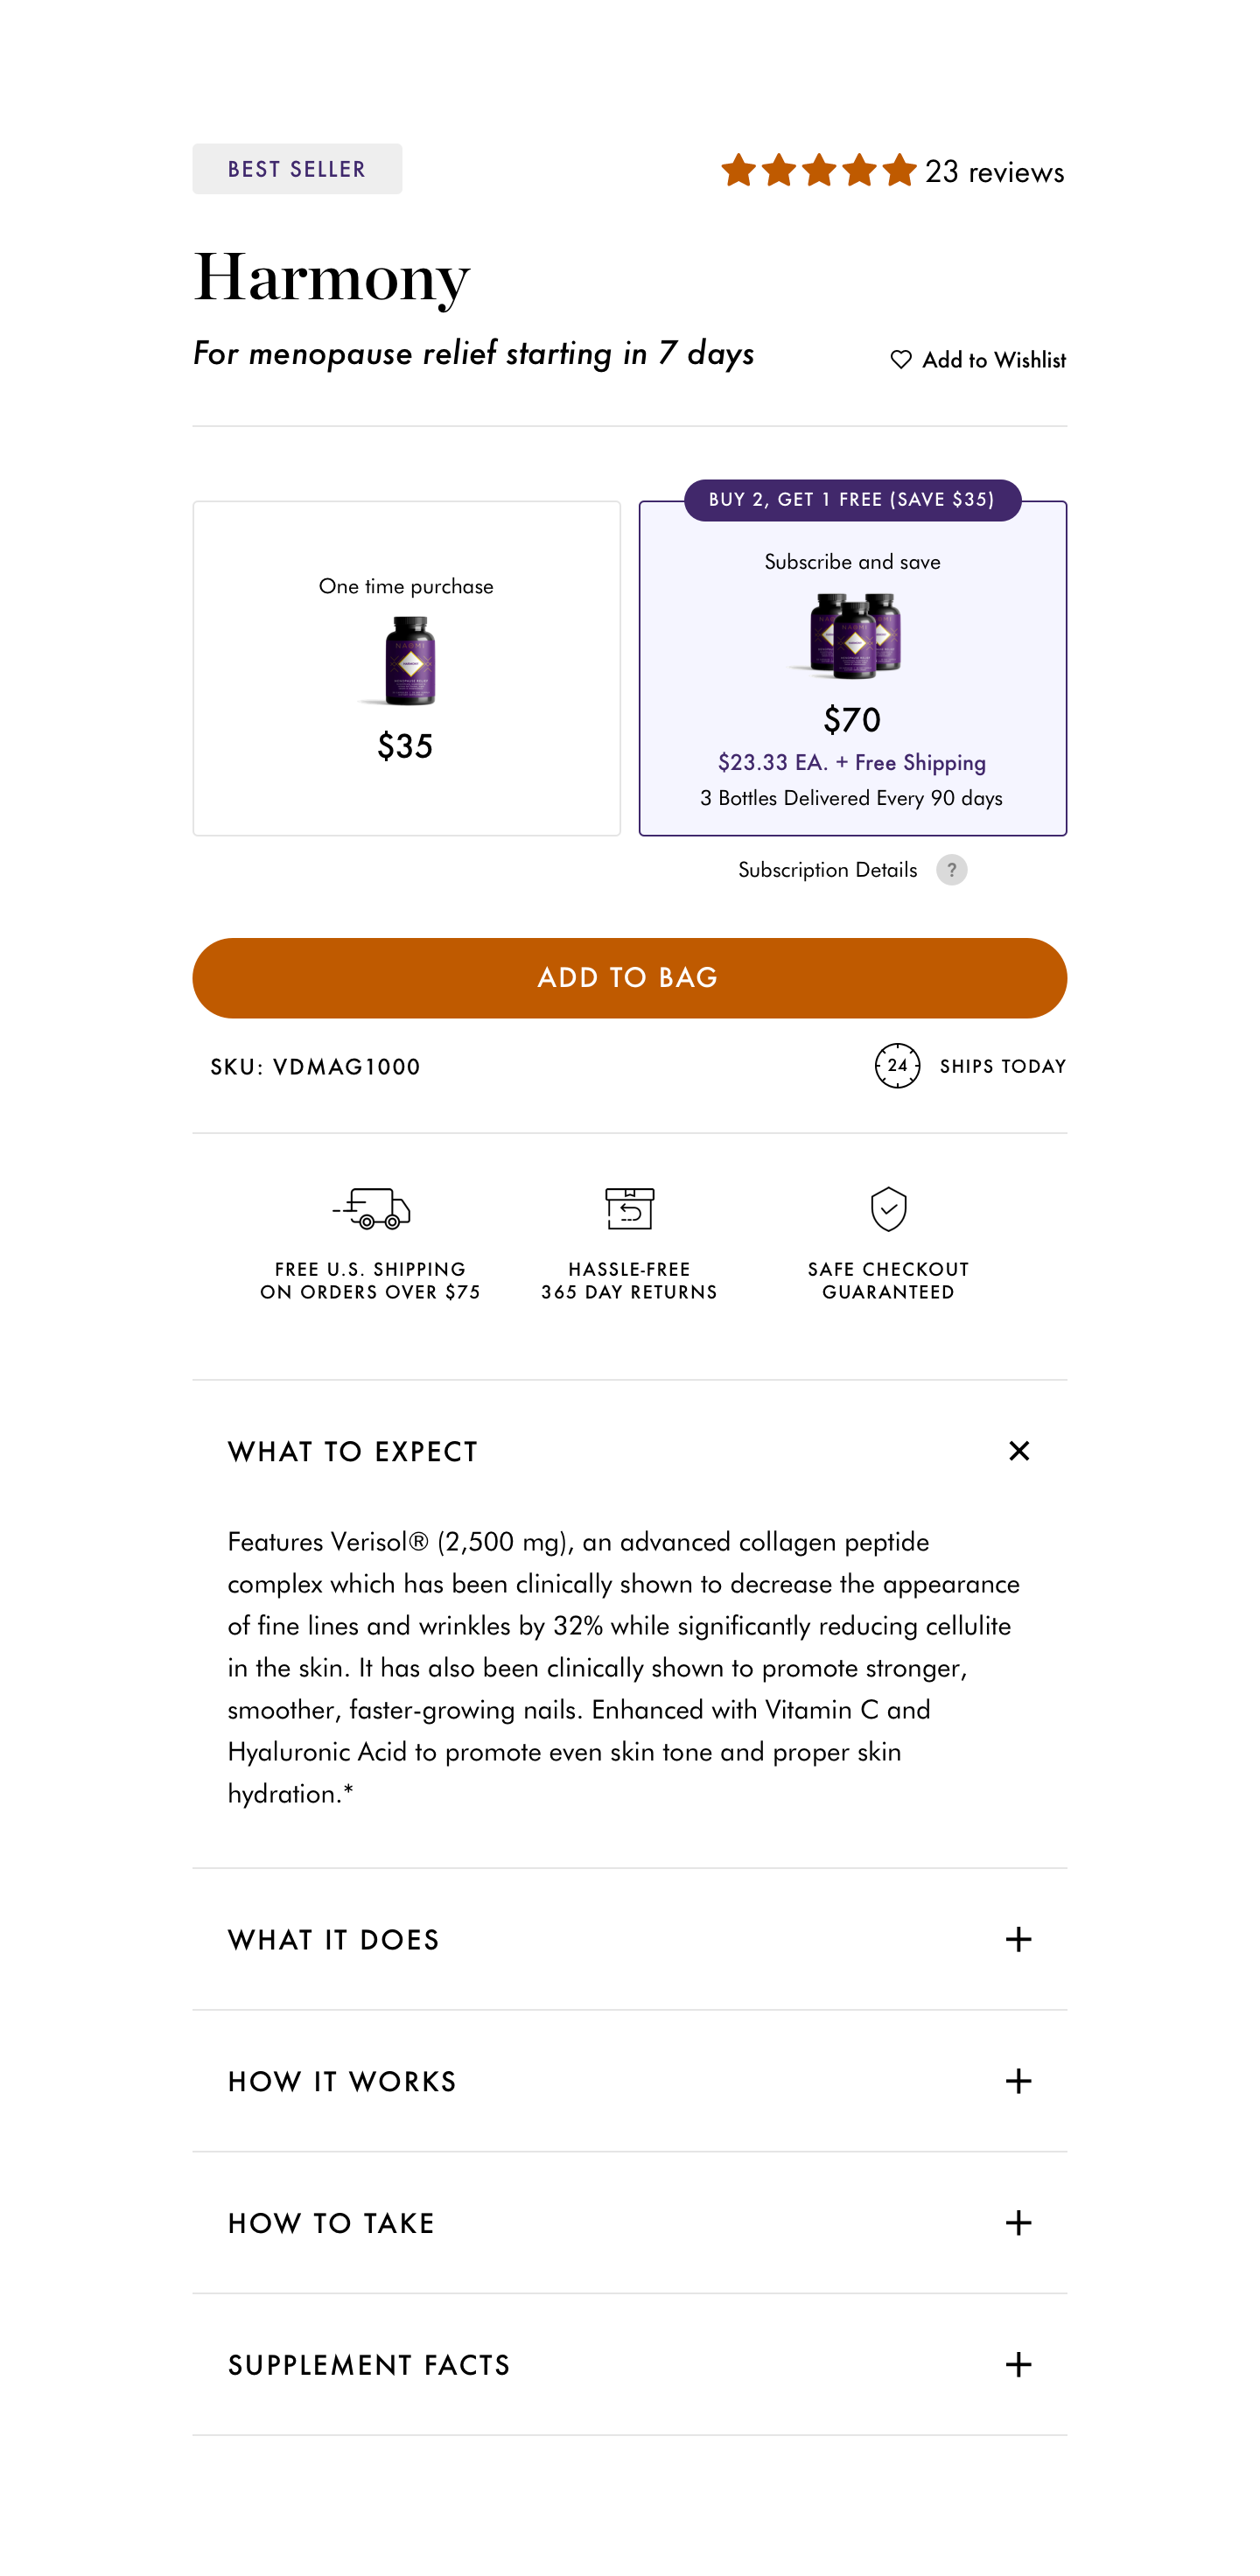 BEST SELLER
23 reviews
Harmony
For menopause relief starting in 7 days
Add to Wishlist
One time purchase
NAOMI
HARMONY
$35
BUY 2, GET 1 FREE (SAVE $35)
Subscribe and save
NAOMI
HARMONY
$70
$23.33 EA. + Free Shipping
3 Bottles Delivered Every 90 days
Subscription Details ?
ADD TO BAG
SKU: VDMAG1000
24 SHIPS TODAY
FREE U.S. SHIPPING
ON ORDERS OVER $75
HASSLE-FREE
365 DAY RETURNS
SAFE CHECKOUT
GUARANTEED
WHAT TO EXPECT
Features Verisol® (2,500 mg), an advanced collagen peptide
complex which has been clinically shown to decrease the appearance
of fine lines and wrinkles by 32% while significantly reducing cellulite
in the skin. It has also been clinically shown to promote stronger,
smoother, faster-growing nails. Enhanced with Vitamin C and
Hyaluronic Acid to promote even skin tone and proper skin
hydration.*
WHAT IT DOES
HOW IT WORKS
HOW TO TAKE
SUPPLEMENT FACTS